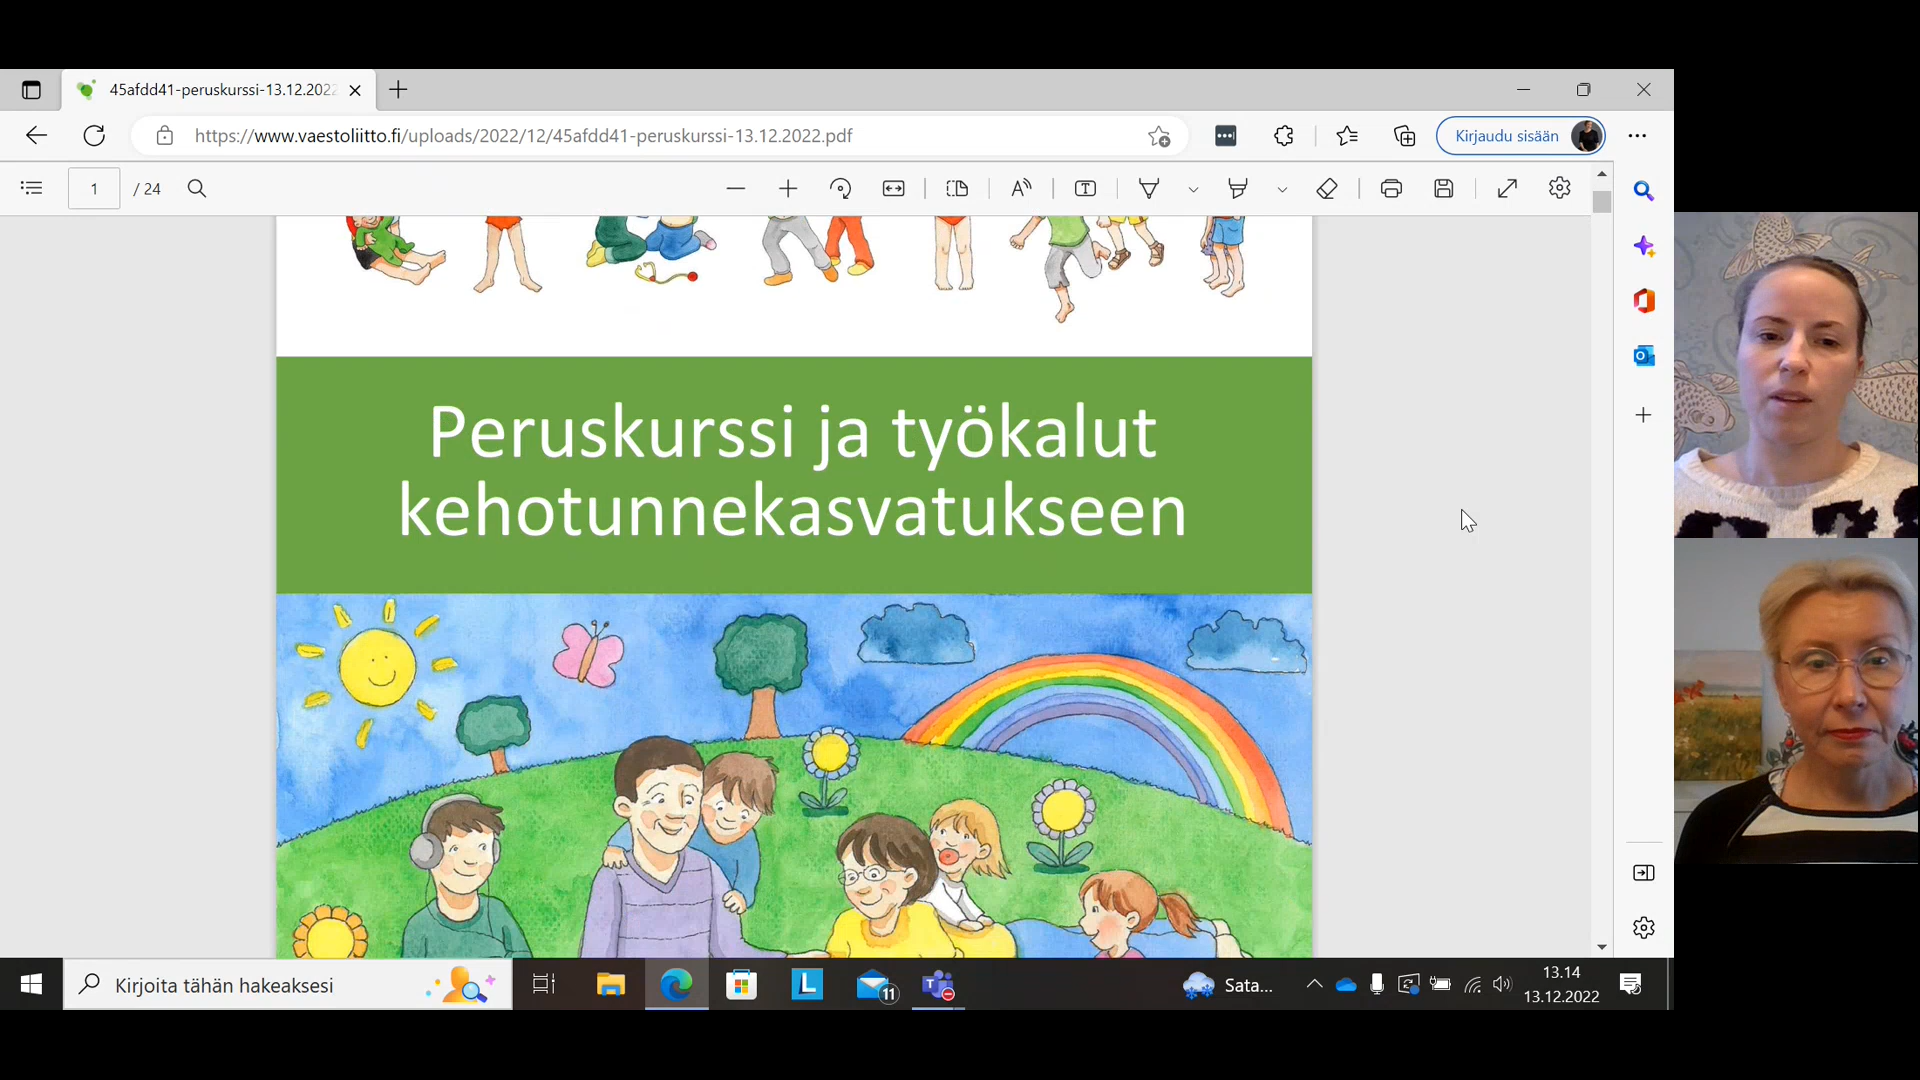 45afdd41-peruskurssi-13.12.2022
https://www.vaestoliitto.fi/uploads/2022/12/45afdd41-peruskurssi-13.12.2022.pdf
Kirjaudu sisään
1 / 24
Peruskurssi ja työkalut
kehotunnekasvatukseen
Kirjoita tähän hakeaksesi
11
Sata...
13.14
13.12.2022